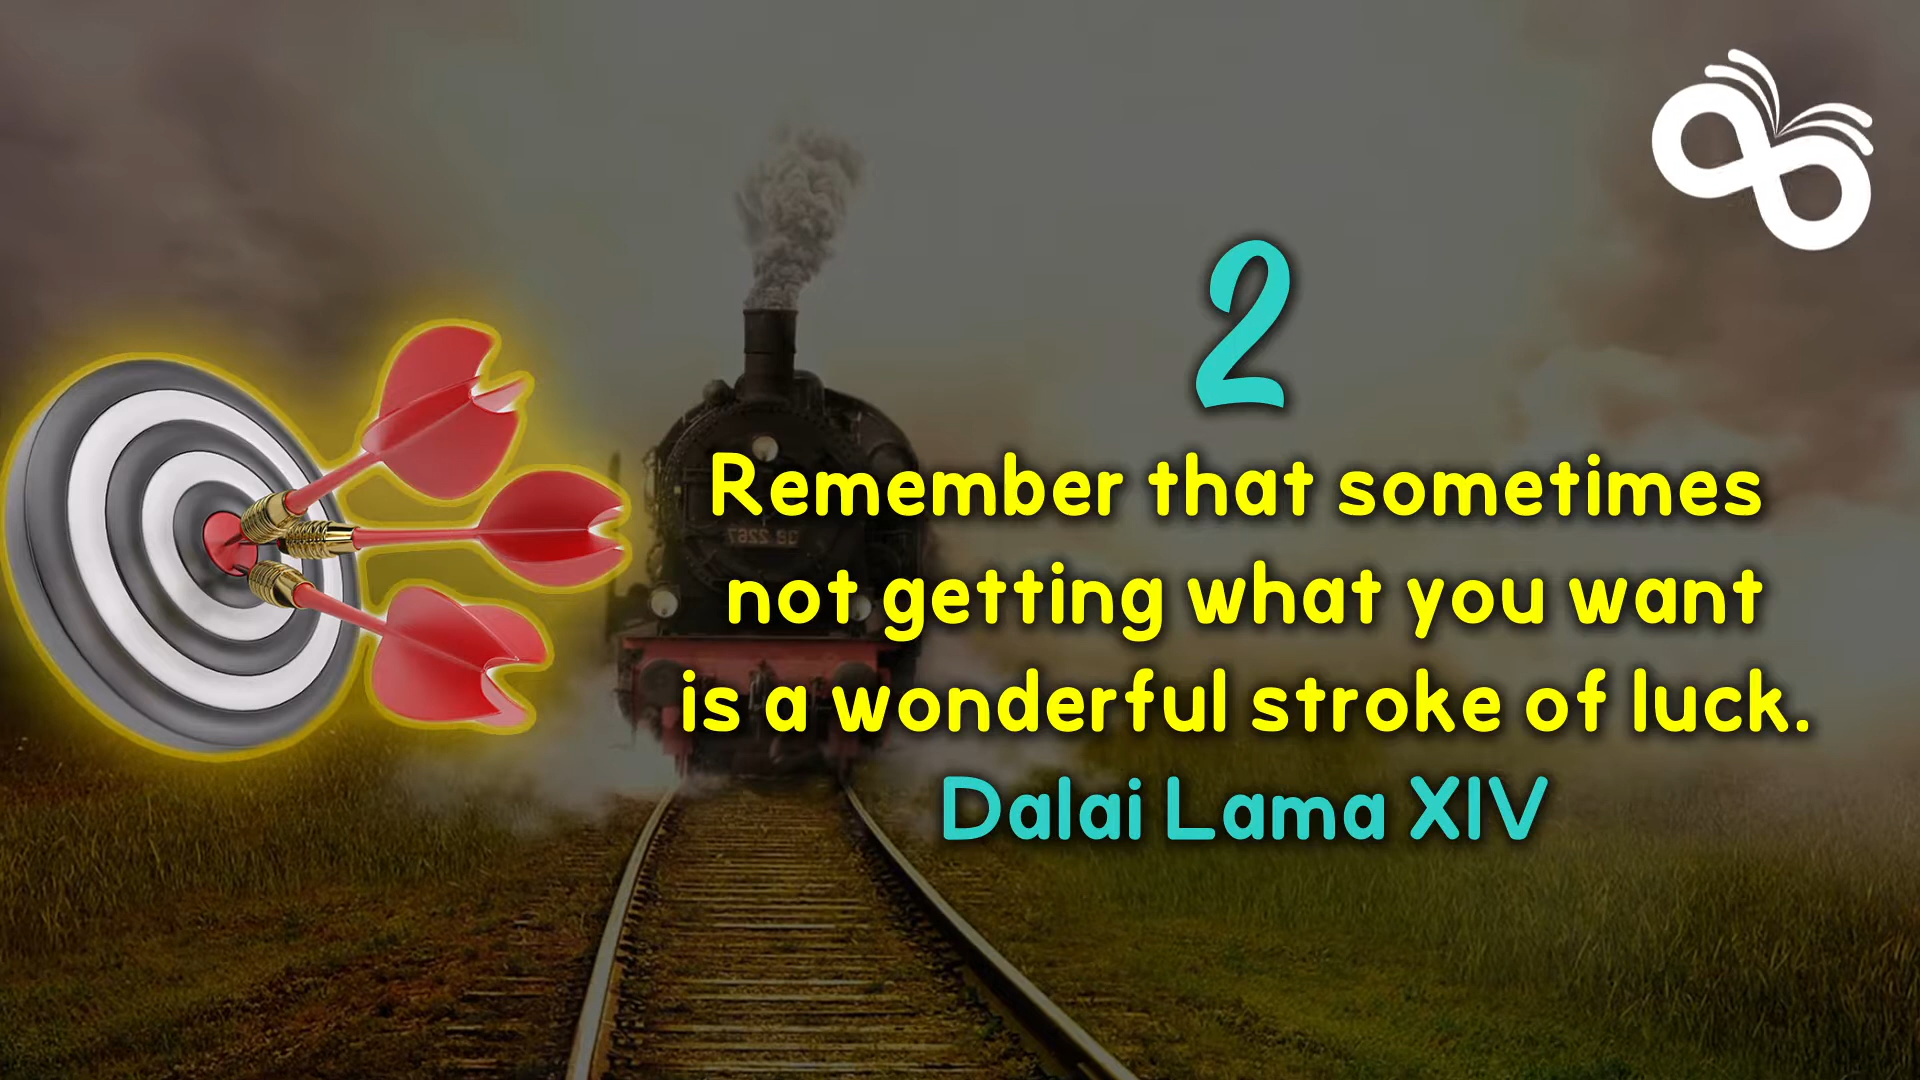 2
Remember that sometimes
not getting what you want
is a wonderful stroke of luck.
Dalai Lama XIV